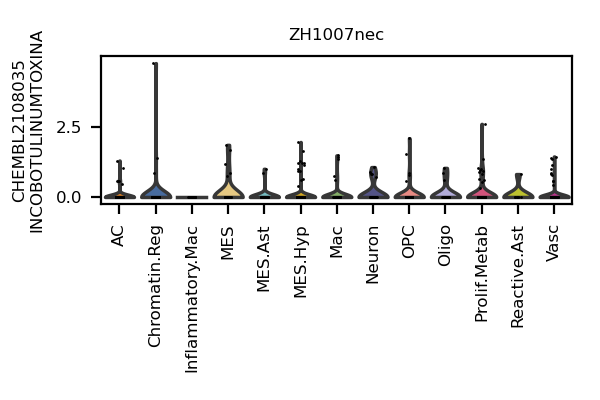 ZH1007nec
CHEMBL2108035
INCOBOTULINUMTOXINA
2.5
0.0
AC
Chromatin.Reg
Inflammatory.Mac
MES
MES.Ast
MES.Hyp
Mac
Neuron
OPC
Oligo
Prolif.Metab
Reactive.Ast
Vasc